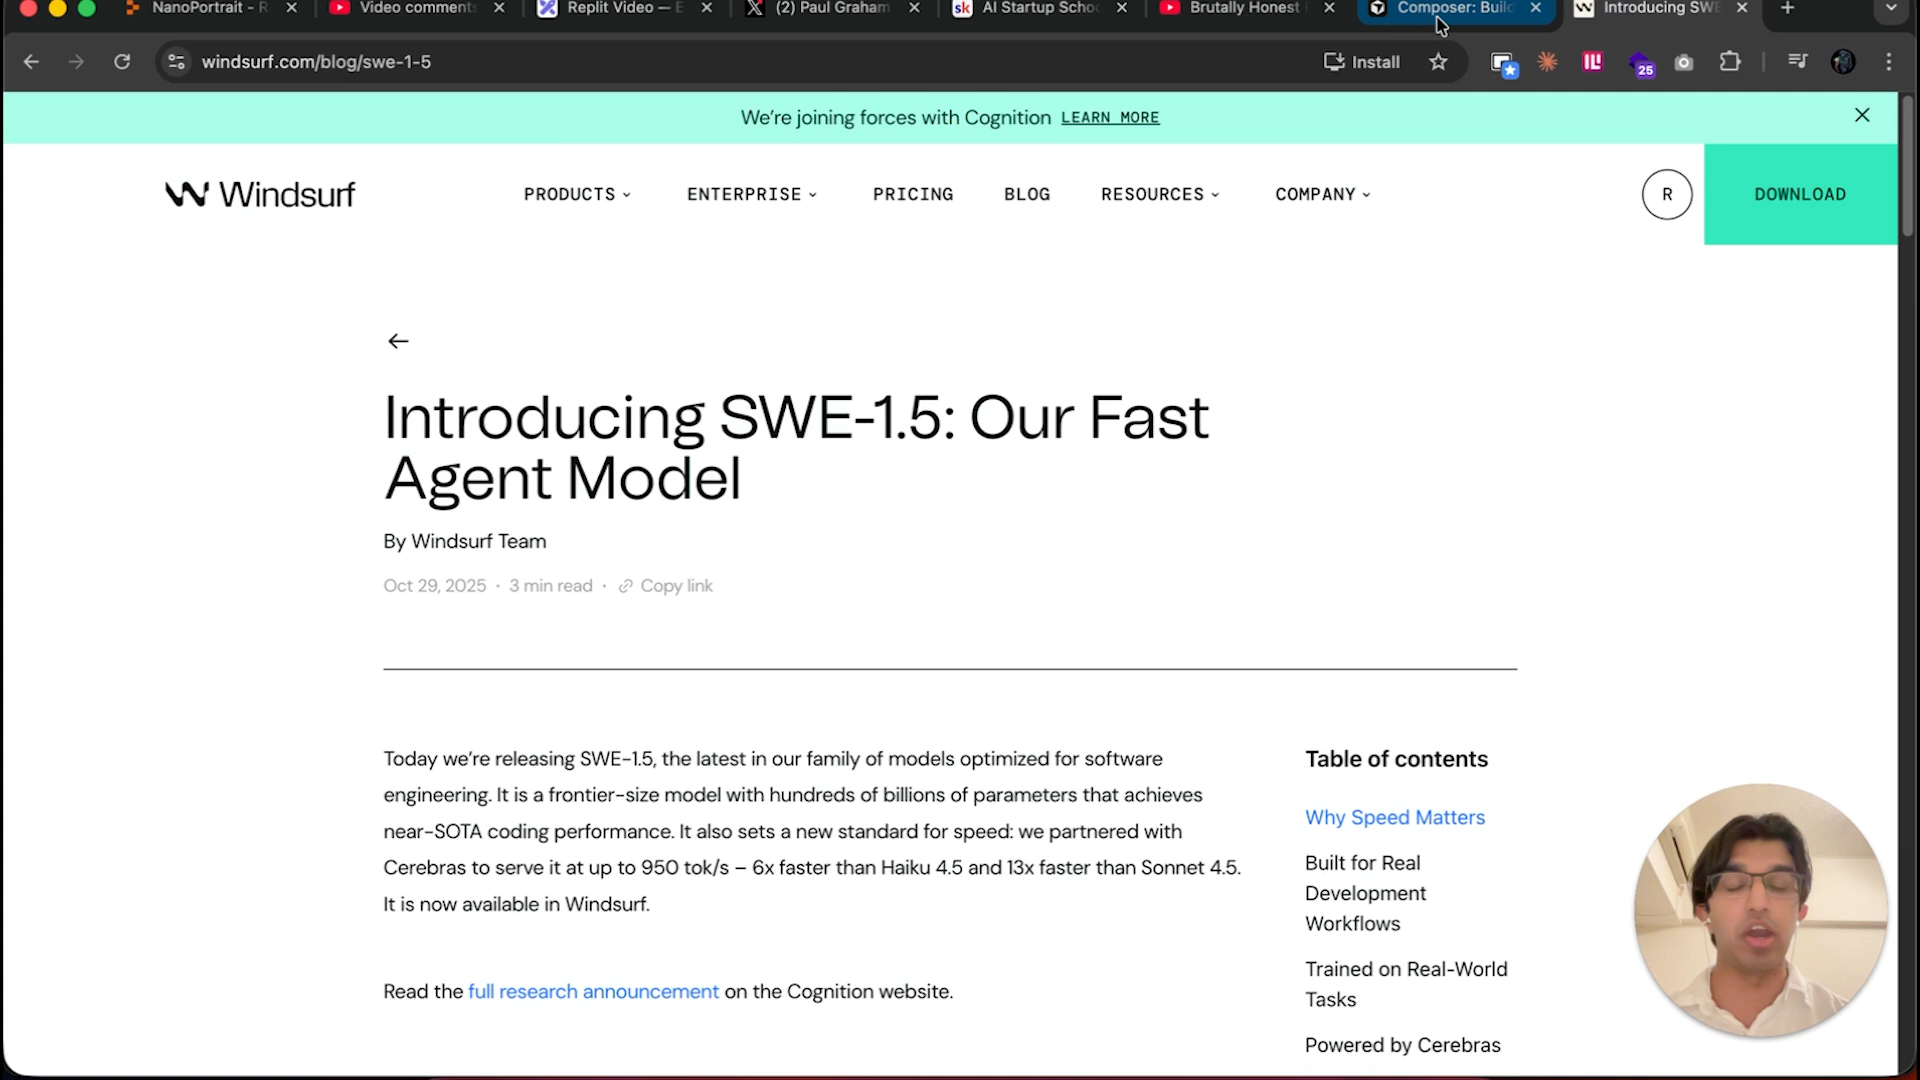 NanoPortrait - R
Video comments
Replit Video — E
(2) Paul Graham
sk
AI Startup Scho
Brutally Honest
Composer: Build
Introducing SWE
windsurf.com/blog/swe-1-5
Install
25
We’re joining forces with Cognition LEARN MORE
Windsurf
PRODUCTS
ENTERPRISE
PRICING
BLOG
RESOURCES
COMPANY
R
DOWNLOAD
Introducing SWE-1.5: Our Fast
Agent Model
By Windsurf Team
Oct 29, 2025 · 3 min read · Copy link
Today we’re releasing SWE-1.5, the latest in our family of models optimized for software
engineering. It is a frontier-size model with hundreds of billions of parameters that achieves
near-SOTA coding performance. It also sets a new standard for speed: we partnered with
Cerebras to serve it at up to 950 tok/s – 6x faster than Haiku 4.5 and 13x faster than Sonnet 4.5.
It is now available in Windsurf.
Read the full research announcement on the Cognition website.
Table of contents
Why Speed Matters
Built for Real
Development
Workflows
Trained on Real-World
Tasks
Powered by Cerebras